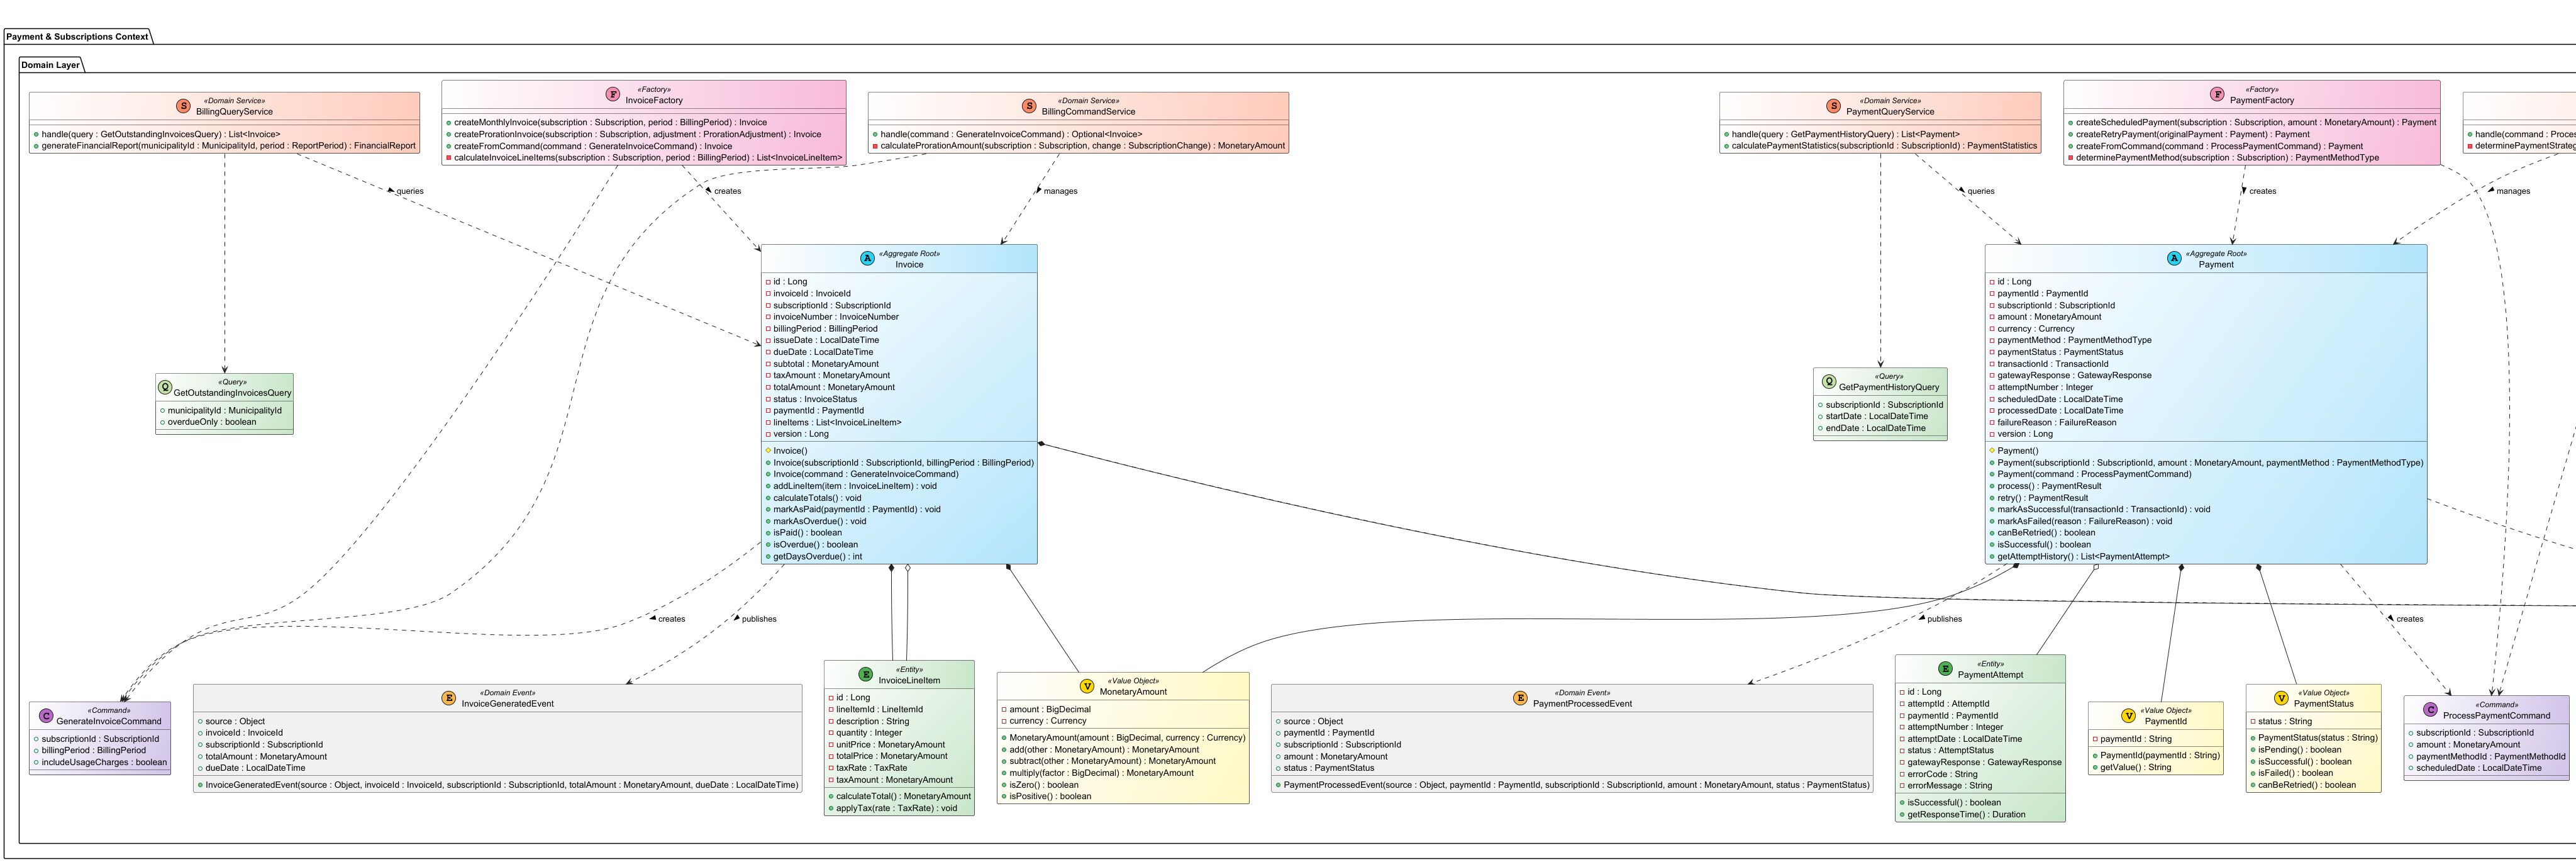 Payment & Subscriptions Context
Domain Layer
«Domain Service»
BillingQueryService
handle(query : GetOutstandingInvoicesQuery) : List<Invoice>
generateFinancialReport(municipalityId : MunicipalityId, period : ReportPeriod) : FinancialReport
«Factory»
InvoiceFactory
createMonthlyInvoice(subscription : Subscription, period : BillingPeriod) : Invoice
createProrationInvoice(subscription : Subscription, adjustment : ProrationAdjustment) : Invoice
createFromCommand(command : GenerateInvoiceCommand) : Invoice
calculateInvoiceLineItems(subscription : Subscription, period : BillingPeriod) : List<InvoiceLineItem>
«Domain Service»
BillingCommandService
handle(command : GenerateInvoiceCommand) : Optional<Invoice>
calculateProrationAmount(subscription : Subscription, change : SubscriptionChange) : MonetaryAmount
«Domain Service»
PaymentQueryService
handle(query : GetPaymentHistoryQuery) : List<Payment>
calculatePaymentStatistics(subscriptionId : SubscriptionId) : PaymentStatistics
«Factory»
PaymentFactory
createScheduledPayment(subscription : Subscription, amount : MonetaryAmount) : Payment
createRetryPayment(originalPayment : Payment) : Payment
createFromCommand(command : ProcessPaymentCommand) : Payment
determinePaymentMethod(subscription : Subscription) : PaymentMethodType
handle(command : Proces
determinePaymentStrateg
queries
creates
manages
queries
creates
manages
«Aggregate Root»
Invoice
id : Long
invoiceId : InvoiceId
subscriptionId : SubscriptionId
invoiceNumber : InvoiceNumber
billingPeriod : BillingPeriod
issueDate : LocalDateTime
dueDate : LocalDateTime
subtotal : MonetaryAmount
taxAmount : MonetaryAmount
totalAmount : MonetaryAmount
status : InvoiceStatus
paymentId : PaymentId
lineItems : List<InvoiceLineItem>
version : Long
Invoice()
Invoice(subscriptionId : SubscriptionId, billingPeriod : BillingPeriod)
Invoice(command : GenerateInvoiceCommand)
addLineItem(item : InvoiceLineItem) : void
calculateTotals() : void
markAsPaid(paymentId : PaymentId) : void
markAsOverdue() : void
isPaid() : boolean
isOverdue() : boolean
getDaysOverdue() : int
«Aggregate Root»
Payment
id : Long
paymentId : PaymentId
subscriptionId : SubscriptionId
amount : MonetaryAmount
currency : Currency
paymentMethod : PaymentMethodType
paymentStatus : PaymentStatus
transactionId : TransactionId
gatewayResponse : GatewayResponse
attemptNumber : Integer
scheduledDate : LocalDateTime
processedDate : LocalDateTime
failureReason : FailureReason
version : Long
Payment()
Payment(subscriptionId : SubscriptionId, amount : MonetaryAmount, paymentMethod : PaymentMethodType)
Payment(command : ProcessPaymentCommand)
process() : PaymentResult
retry() : PaymentResult
markAsSuccessful(transactionId : TransactionId) : void
markAsFailed(reason : FailureReason) : void
canBeRetried() : boolean
isSuccessful() : boolean
getAttemptHistory() : List<PaymentAttempt>
«Query»
GetOutstandingInvoicesQuery
municipalityId : MunicipalityId
overdueOnly : boolean
«Query»
GetPaymentHistoryQuery
subscriptionId : SubscriptionId
startDate : LocalDateTime
endDate : LocalDateTime
creates
publishes
publishes
creates
«Command»
GenerateInvoiceCommand
subscriptionId : SubscriptionId
billingPeriod : BillingPeriod
includeUsageCharges : boolean
«Domain Event»
InvoiceGeneratedEvent
source : Object
invoiceId : InvoiceId
subscriptionId : SubscriptionId
totalAmount : MonetaryAmount
dueDate : LocalDateTime
InvoiceGeneratedEvent(source : Object, invoiceId : InvoiceId, subscriptionId : SubscriptionId, totalAmount : MonetaryAmount, dueDate : LocalDateTime)
«Entity»
InvoiceLineItem
id : Long
lineItemId : LineItemId
description : String
quantity : Integer
unitPrice : MonetaryAmount
totalPrice : MonetaryAmount
taxRate : TaxRate
taxAmount : MonetaryAmount
calculateTotal() : MonetaryAmount
applyTax(rate : TaxRate) : void
«Value Object»
MonetaryAmount
amount : BigDecimal
currency : Currency
MonetaryAmount(amount : BigDecimal, currency : Currency)
add(other : MonetaryAmount) : MonetaryAmount
subtract(other : MonetaryAmount) : MonetaryAmount
multiply(factor : BigDecimal) : MonetaryAmount
isZero() : boolean
isPositive() : boolean
«Domain Event»
PaymentProcessedEvent
source : Object
paymentId : PaymentId
subscriptionId : SubscriptionId
amount : MonetaryAmount
status : PaymentStatus
PaymentProcessedEvent(source : Object, paymentId : PaymentId, subscriptionId : SubscriptionId, amount : MonetaryAmount, status : PaymentStatus)
«Entity»
PaymentAttempt
id : Long
attemptId : AttemptId
paymentId : PaymentId
attemptNumber : Integer
attemptDate : LocalDateTime
status : AttemptStatus
gatewayResponse : GatewayResponse
errorCode : String
errorMessage : String
isSuccessful() : boolean
getResponseTime() : Duration
«Value Object»
PaymentId
paymentId : String
PaymentId(paymentId : String)
getValue() : String
«Value Object»
PaymentStatus
status : String
PaymentStatus(status : String)
isPending() : boolean
isSuccessful() : boolean
isFailed() : boolean
canBeRetried() : boolean
«Command»
ProcessPaymentCommand
subscriptionId : SubscriptionId
amount : MonetaryAmount
paymentMethodId : PaymentMethodId
scheduledDate : LocalDateTime